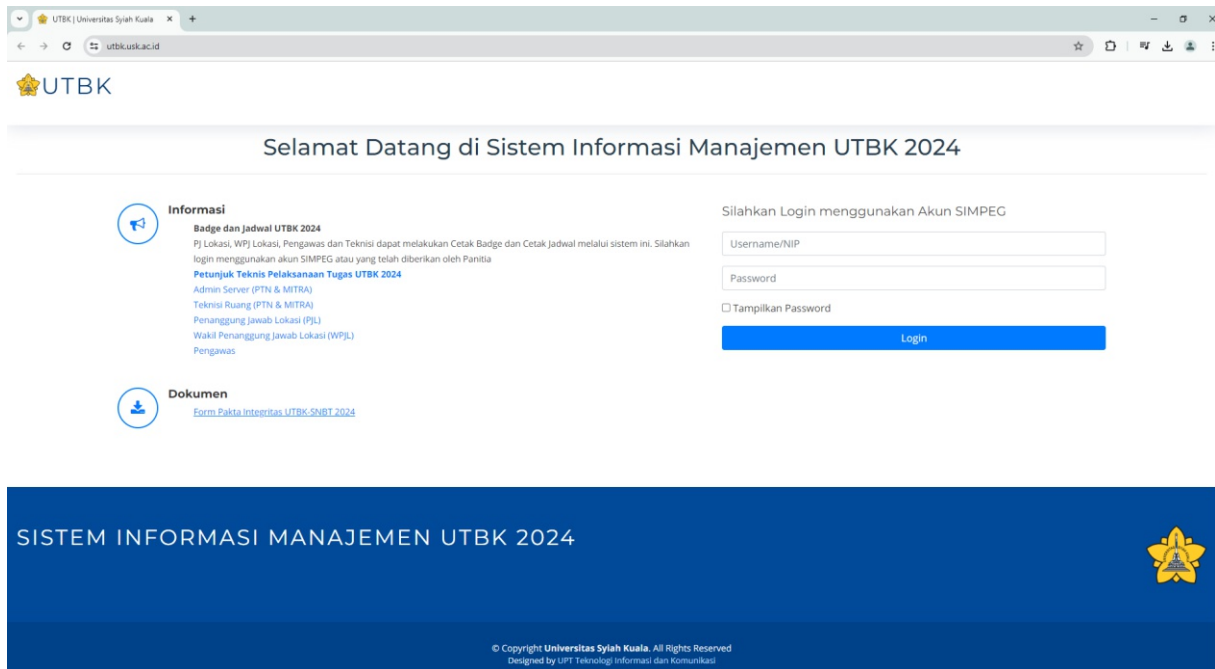 UTBK | Universitas Syiah Kuala
utbk.usk.ac.id
UTBK
Selamat Datang di Sistem Informasi Manajemen UTBK 2024
Informasi
Badge dan Jadwal UTBK 2024
PJ Lokasi, WPJ Lokasi, Pengawas dan Teknisi dapat melakukan Cetak Badge dan Cetak Jadwal melalui sistem ini. Silahkan
login menggunakan akun SIMPEG atau yang telah diberikan oleh Panitia
Petunjuk Teknis Pelaksanaan Tugas UTBK 2024
Admin Server (PTN & MITRA)
Teknisi Ruang (PTN & MITRA)
Penanggung Jawab Lokasi (PJL)
Wakil Penanggung Jawab Lokasi (WPJL)
Pengawas
Dokumen
Form Pakta Integritas UTBK-SNBT 2024
Silahkan Login menggunakan Akun SIMPEG
Username/NIP
Password
Tampilkan Password
Login
SISTEM INFORMASI MANAJEMEN UTBK 2024
© Copyright Universitas Syiah Kuala. All Rights Reserved
Designed by UPT Teknologi Informasi dan Komunikasi